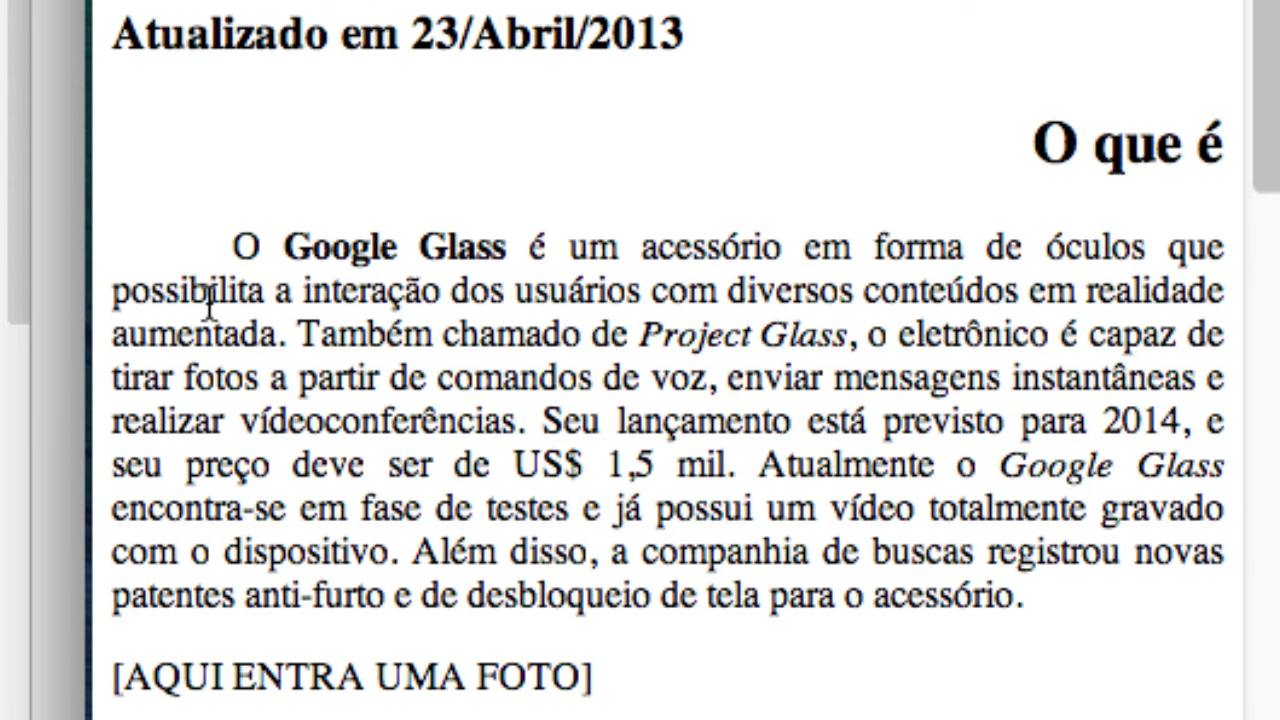 Atualizado em 23/Abril/2013
O que é
O Google Glass é um acessório em forma de óculos que
possibilita a interação dos usuários com diversos conteúdos em realidade
aumentada. Também chamado de Project Glass, o eletrônico é capaz de
tirar fotos a partir de comandos de voz, enviar mensagens instantâneas e
realizar vídeoconferências. Seu lançamento está previsto para 2014, e
seu preço deve ser de US$ 1,5 mil. Atualmente o Google Glass
encontra-se em fase de testes e já possui um vídeo totalmente gravado
com o dispositivo. Além disso, a companhia de buscas registrou novas
patentes anti-furto e de desbloqueio de tela para o acessório.
[AQUI ENTRA UMA FOTO]